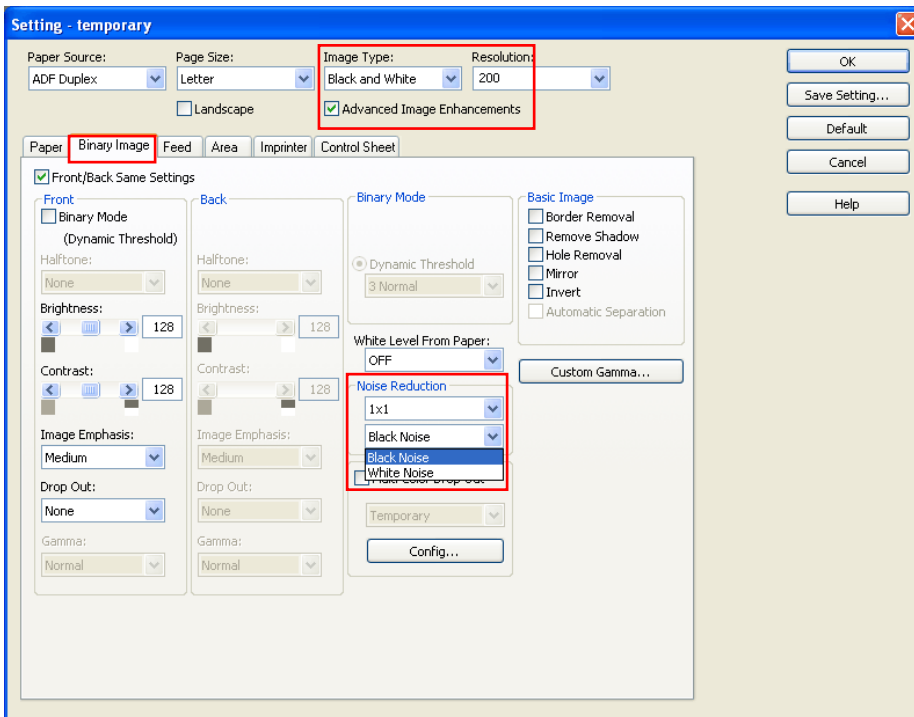 Setting - temporary
Paper Source: Page Size: Image Type: Resolution:
ADF Duplex Letter Black and White 200
Landscape Advanced Image Enhancements
OK
Save Setting...
Default
Cancel
Help
Paper Binary Image Feed Area Imprinter Control Sheet
Front/Back Same Settings
Front
Binary Mode
(Dynamic Threshold)
Halftone:
None
Brightness:
128
Contrast:
128
Image Emphasis:
Medium
Drop Out:
None
Gamma:
Normal
Back
Halftone:
None
Brightness:
128
Contrast:
128
Image Emphasis:
Medium
Drop Out:
None
Gamma:
Normal
Binary Mode
Dynamic Threshold
3 Normal
White Level From Paper:
OFF
Noise Reduction
1x1
Black Noise
Black Noise
White Noise
Multi Color Drop Out
Temporary
Config...
Basic Image
Border Removal
Remove Shadow
Hole Removal
Mirror
Invert
Automatic Separation
Custom Gamma...